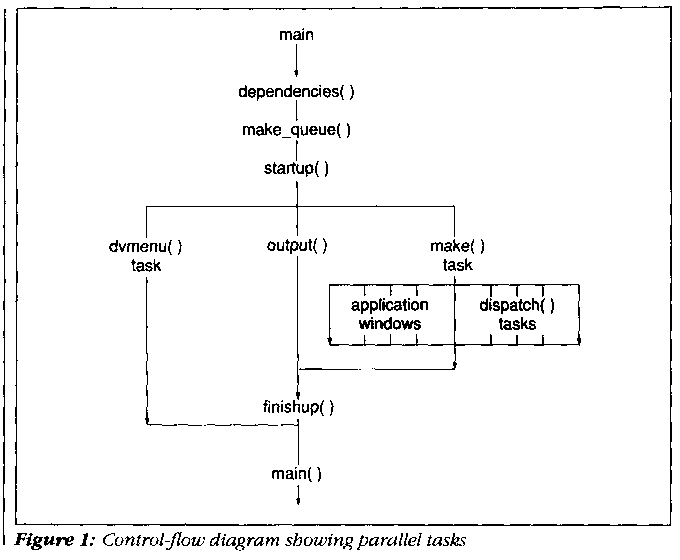 main
dependencies( )
make_queue( )
startup( )
dvmenu( )
task
output( )
make( )
task
application
windows
dispatch( )
tasks
finishup( )
main( )
Figure 1: Control-flow diagram showing parallel tasks